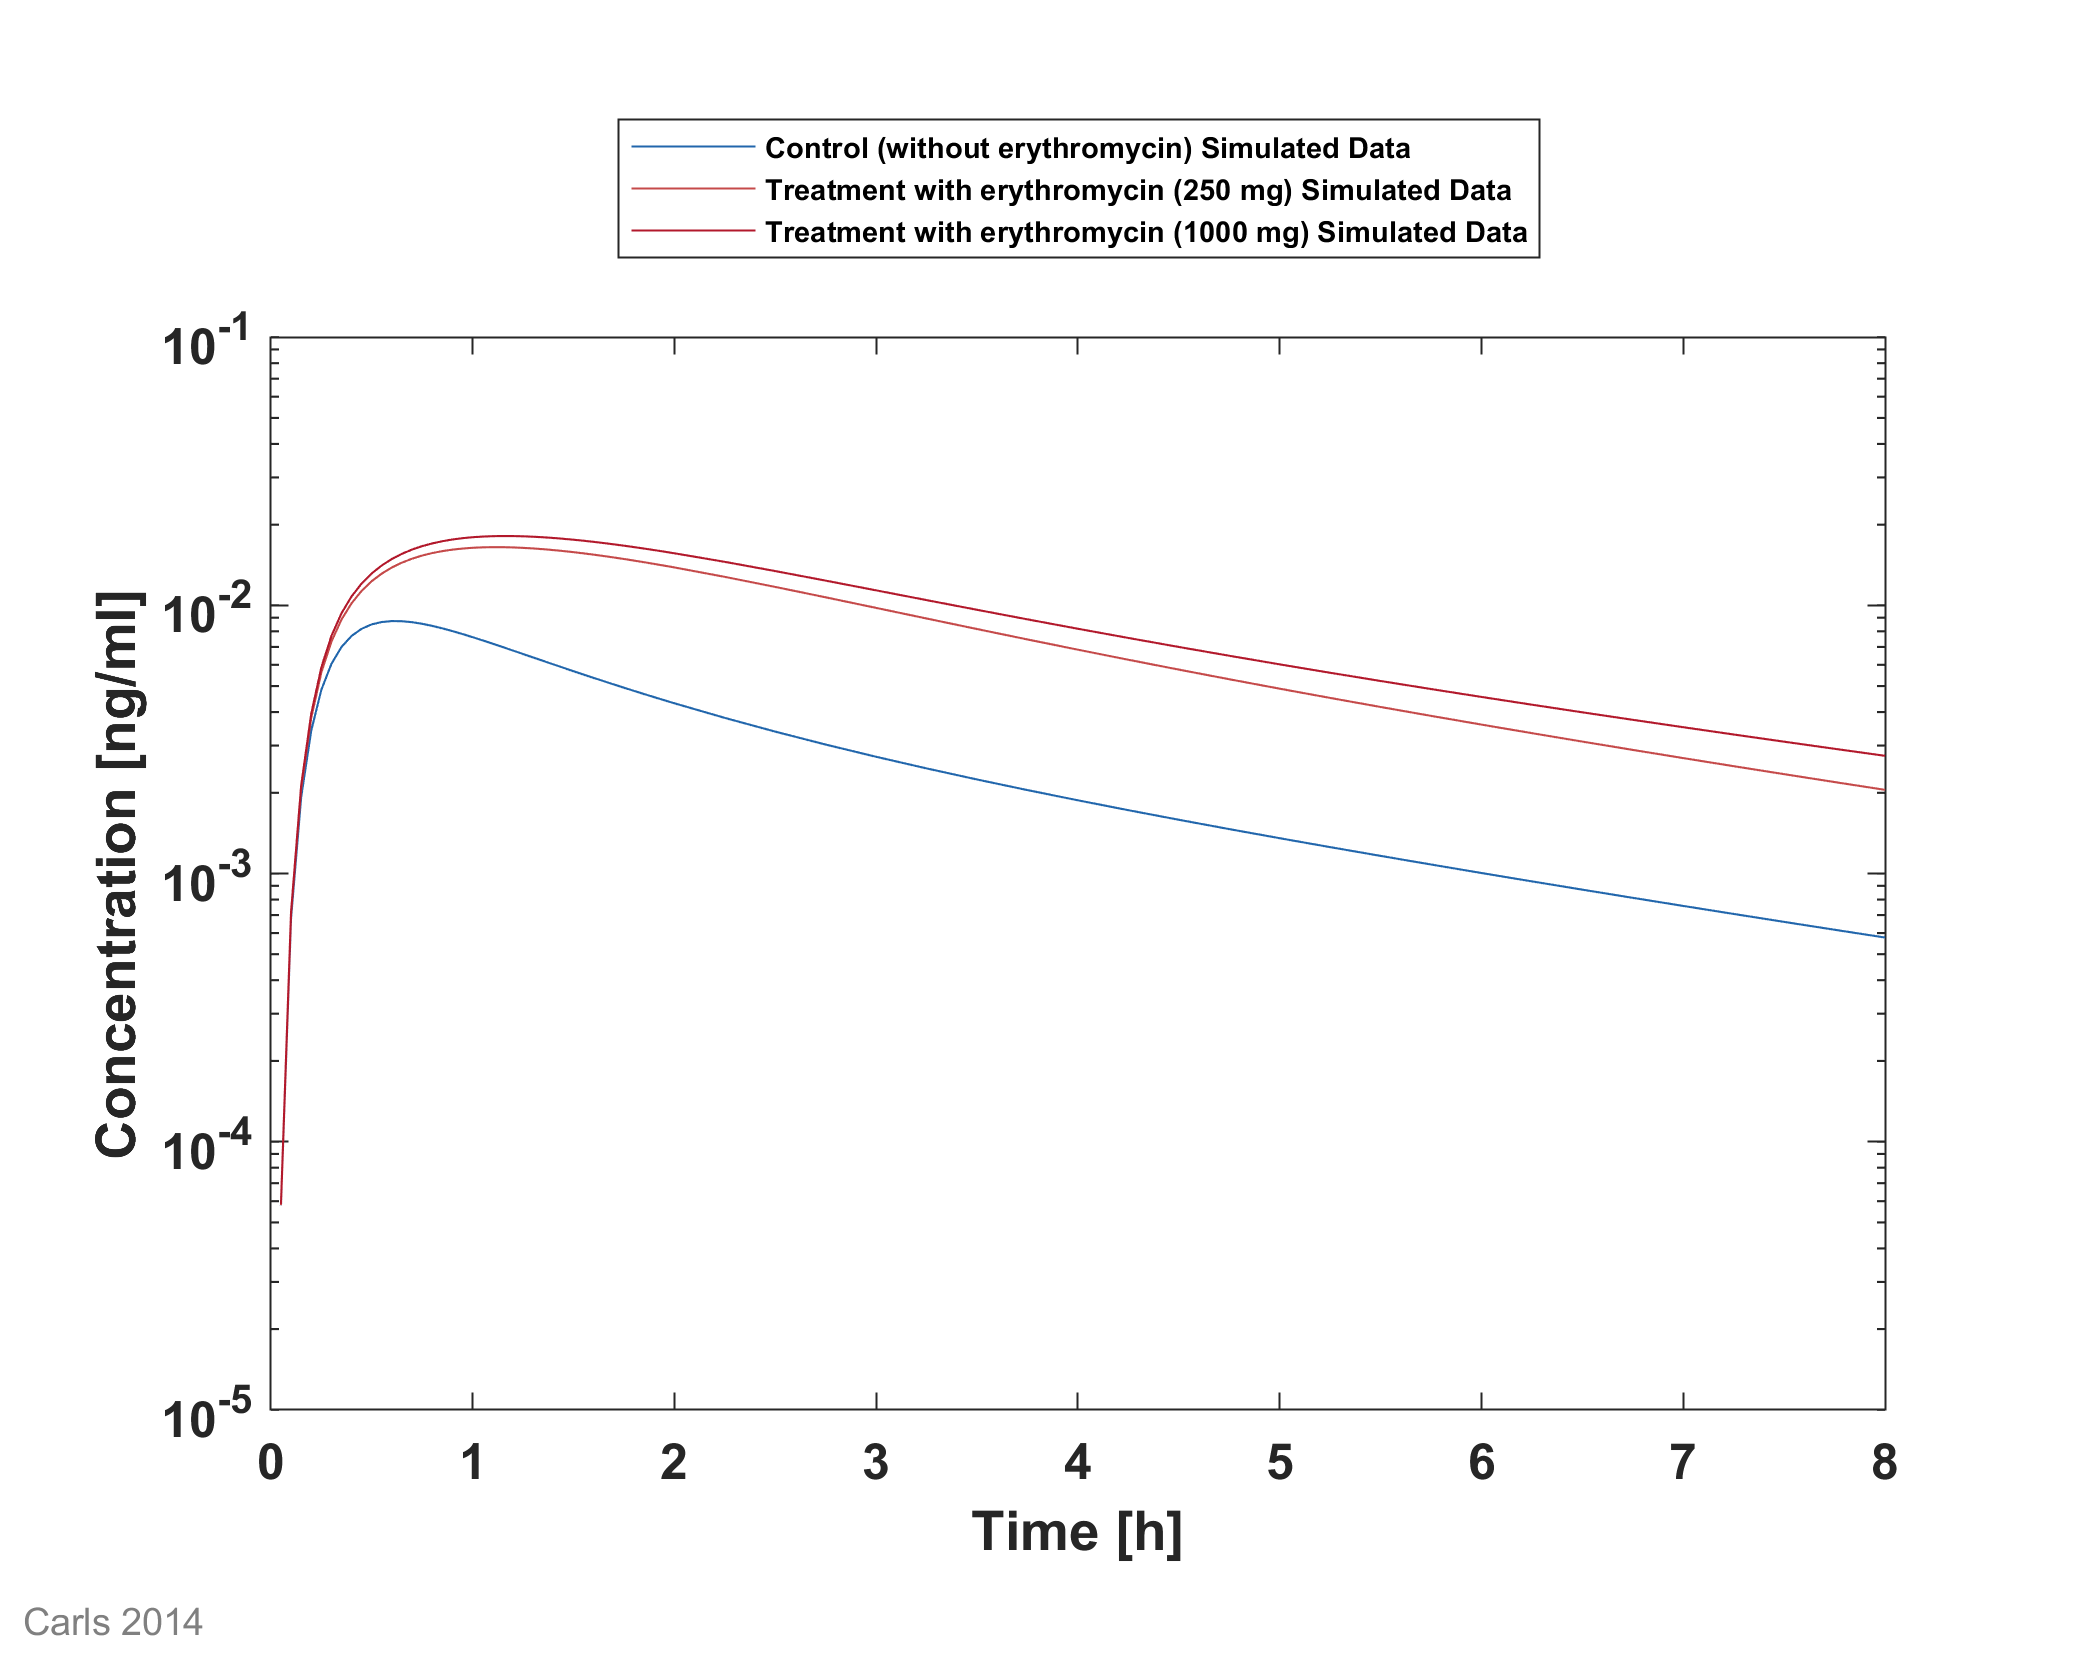 Control (without erythromycin) Simulated Data
Treatment with erythromycin (250 mg) Simulated Data
Treatment with erythromycin (1000 mg) Simulated Data
10-1
10-2
10-3
10-4
10-5
Concentration [ng/ml]
0 1 2 3 4 5 6 7 8
Time [h]
Carls 2014